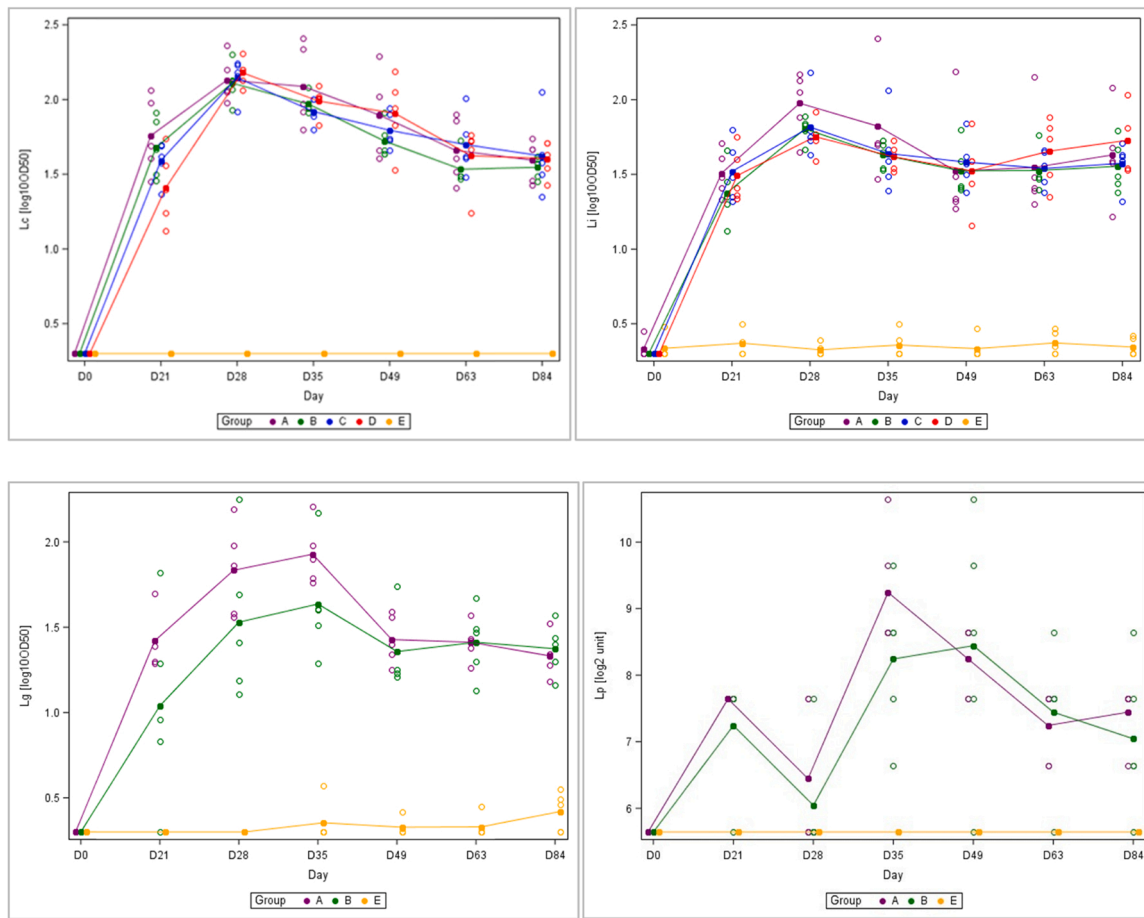 2.5
2.0
1.5
1.0
0.5
Lc [log10OD50]
D0 D21 D28 D35 D49 D63 D84
Day
Group A B C D E
2.5
2.0
1.5
1.0
0.5
Li [log10OD50]
D0 D21 D28 D35 D49 D63 D84
Day
Group A B C D E
2.0
1.5
1.0
0.5
Lg [log10OD50]
D0 D21 D28 D35 D49 D63 D84
Day
Group A B E
10
9
8
7
6
Lp [log2 unit]
D0 D21 D28 D35 D49 D63 D84
Day
Group A B E